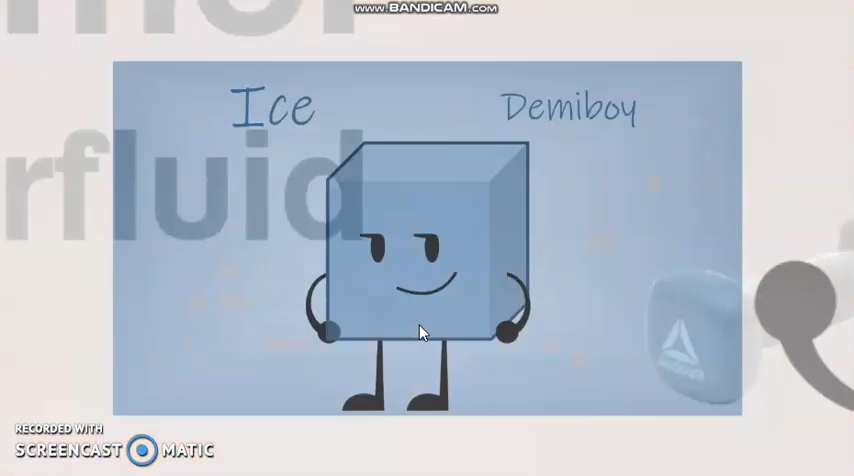 www.BANDICAM.com
Ice
Demiboy
rfluid
RECORDED WITH
SCREENCAST MATIC